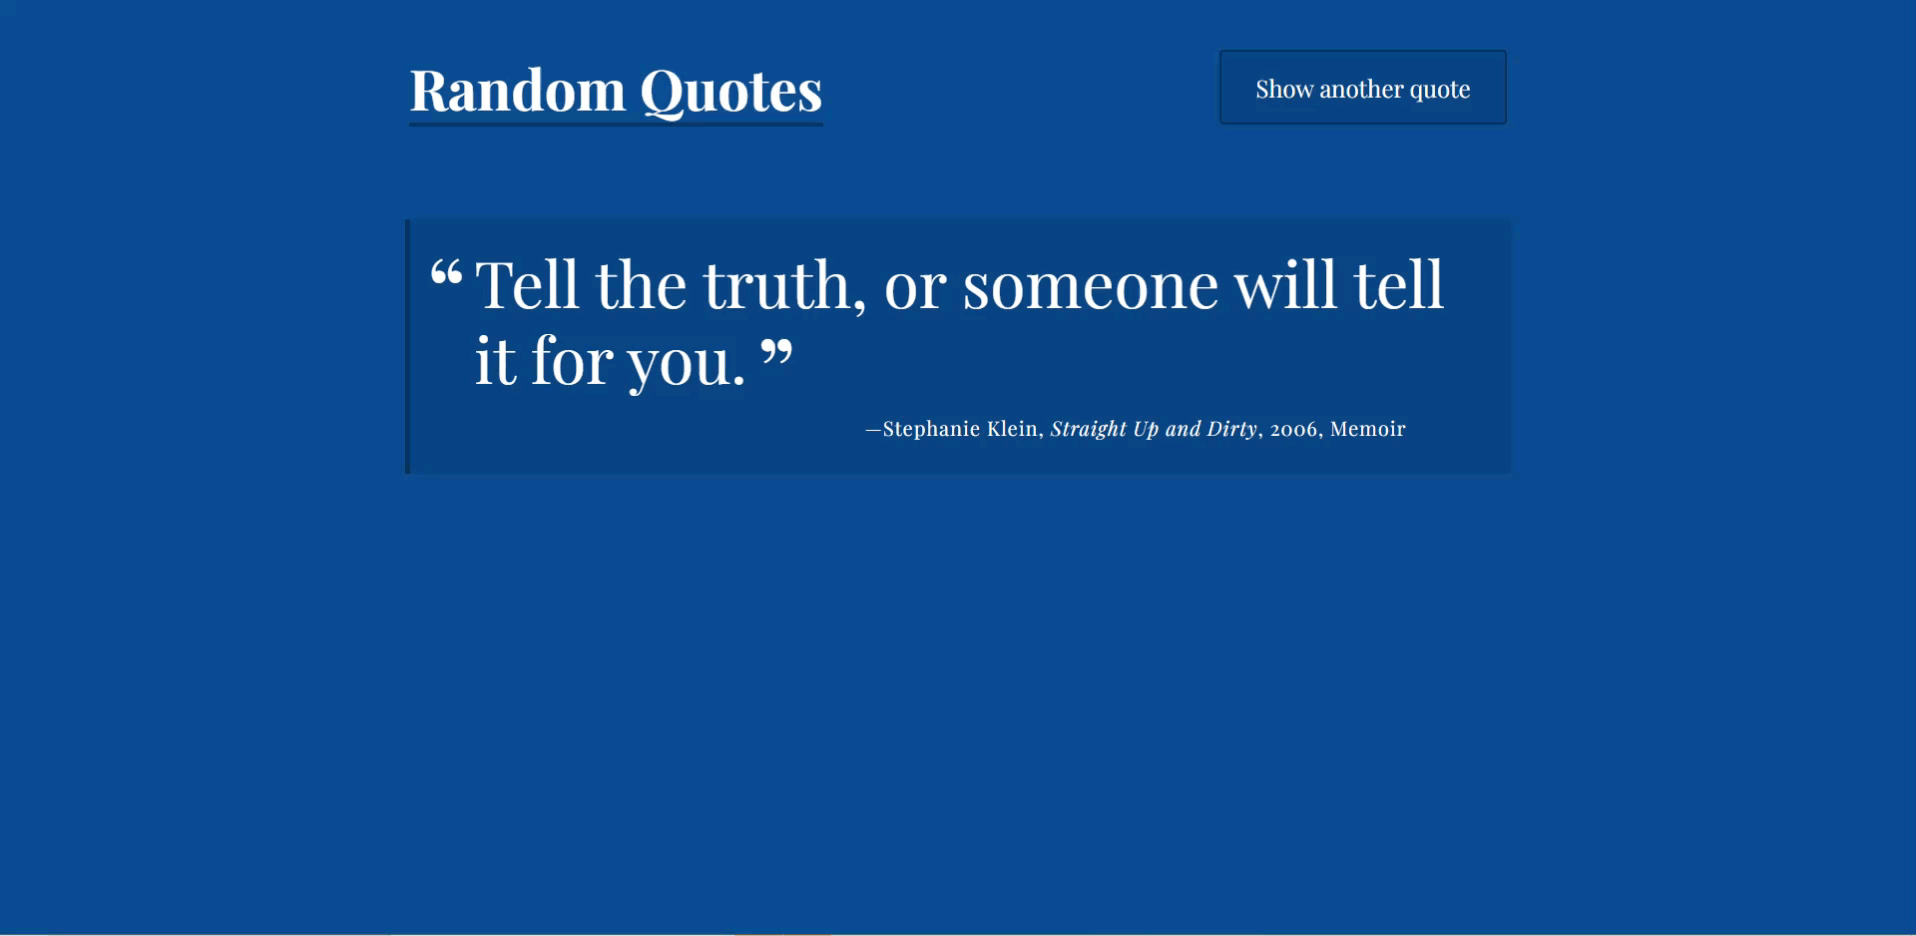 Random Quotes
Show another quote
“ Tell the truth, or someone will tell
it for you. ”
—Stephanie Klein, Straight Up and Dirty, 2006, Memoir